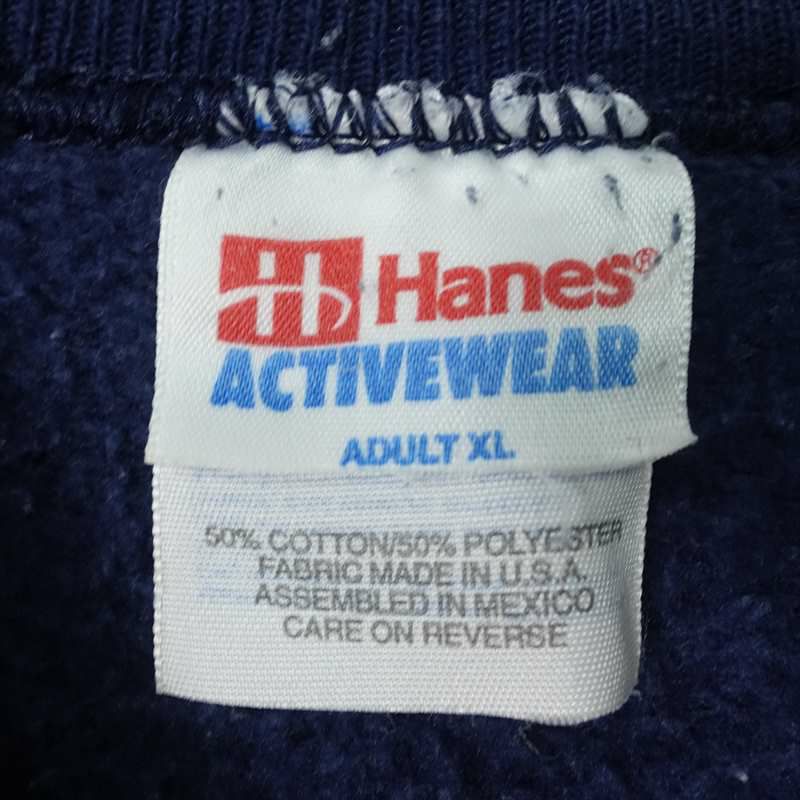 H Hanes®
ACTIVEWEAR
ADULT XL
50% COTTON/50% POLYESTER
FABRIC MADE IN U.S.A.
ASSEMBLED IN MEXICO
CARE ON REVERSE